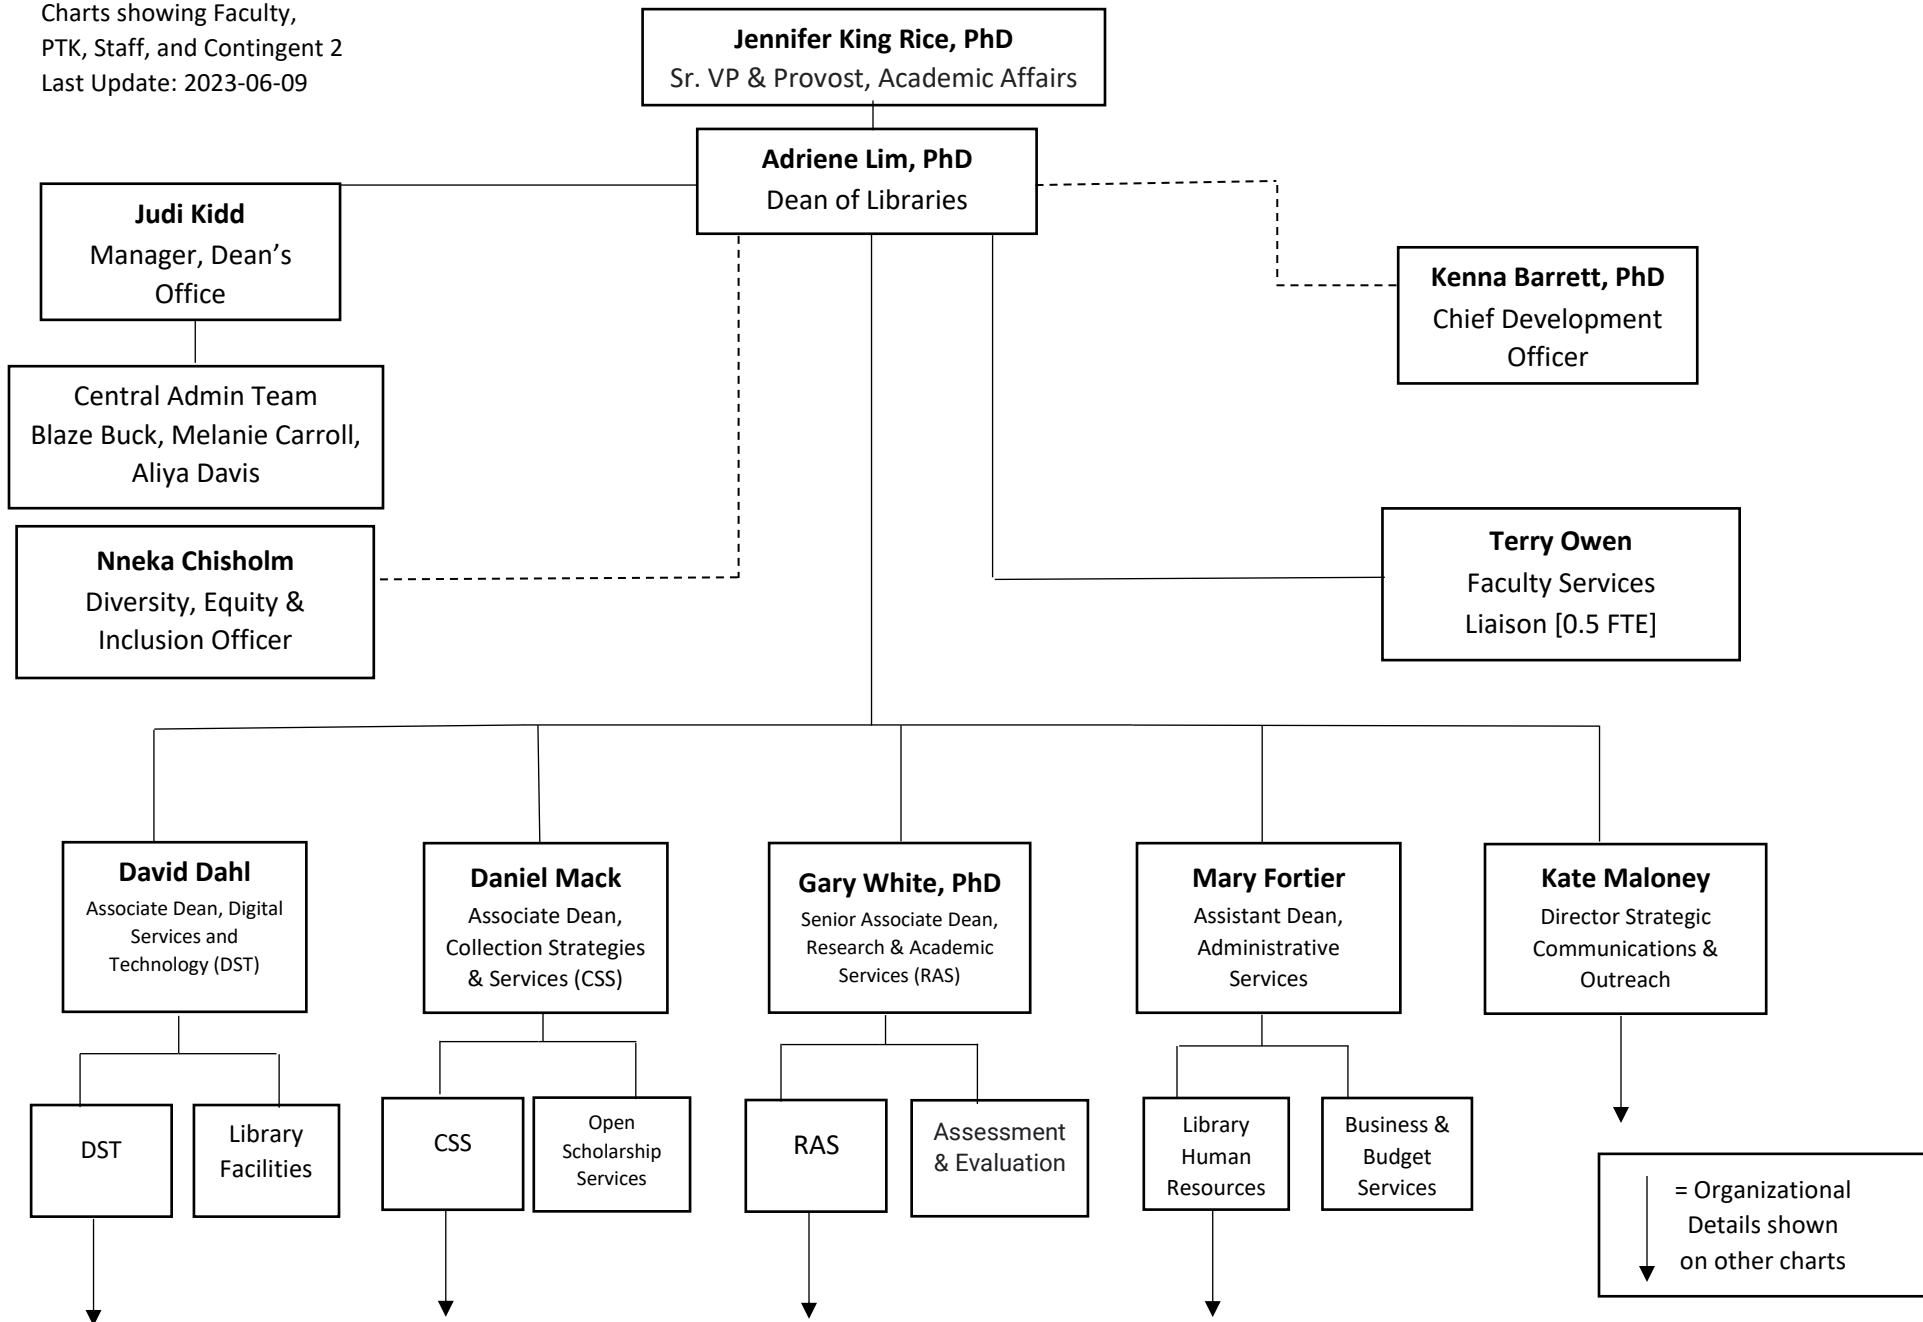 Charts showing Faculty,
PTK, Staff, and Contingent 2
Last Update: 2023-06-09
Jennifer King Rice, PhD
Sr. VP & Provost, Academic Affairs
Adriene Lim, PhD
Dean of Libraries
Judi Kidd
Manager, Dean’s
Office
Kenna Barrett, PhD
Chief Development
Officer
Central Admin Team
Blaze Buck, Melanie Carroll,
Aliya Davis
Nneka Chisholm
Diversity, Equity &
Inclusion Officer
Terry Owen
Faculty Services
Liaison [0.5 FTE]
David Dahl
Associate Dean, Digital
Services and
Technology (DST)
Daniel Mack
Associate Dean,
Collection Strategies
& Services (CSS)
Gary White, PhD
Senior Associate Dean,
Research & Academic
Services (RAS)
Mary Fortier
Assistant Dean,
Administrative
Services
Kate Maloney
Director Strategic
Communications &
Outreach
DST
Library
Facilities
CSS
Open
Scholarship
Services
RAS
Assessment
& Evaluation
Library
Human
Resources
Business &
Budget
Services
= Organizational
Details shown
on other charts